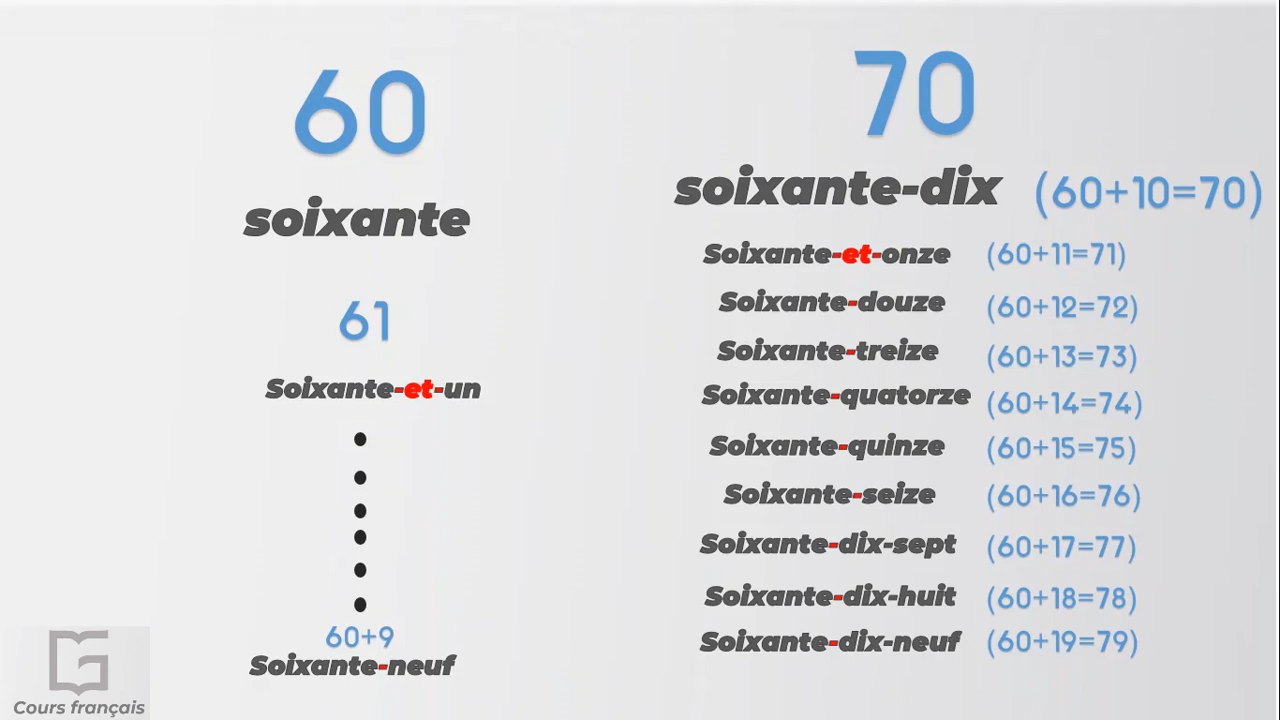 60
soixante
61
Soixante-et-un
60+9
Soixante-neuf
70
soixante-dix (60+10=70)
Soixante-et-onze (60+11=71)
Soixante-douze (60+12=72)
Soixante-treize (60+13=73)
Soixante-quatorze (60+14=74)
Soixante-quinze (60+15=75)
Soixante-seize (60+16=76)
Soixante-dix-sept (60+17=77)
Soixante-dix-huit (60+18=78)
Soixante-dix-neuf (60+19=79)
Cours français